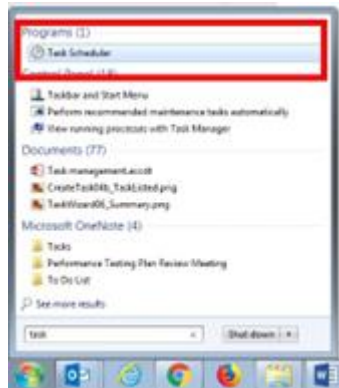 Programs (1)
Task Scheduler
Control Panel (18)
Taskbar and Start Menu
Perform recommended maintenance tasks automatically
View running processes with Task Manager
Documents (77)
Task management.accdt
CreateTask04b_TaskListed.png
TaskWizard06_Summary.png
Microsoft OneNote (4)
Tasks
Performance Testing Plan Review Meeting
To Do List
See more results
task
Shut down